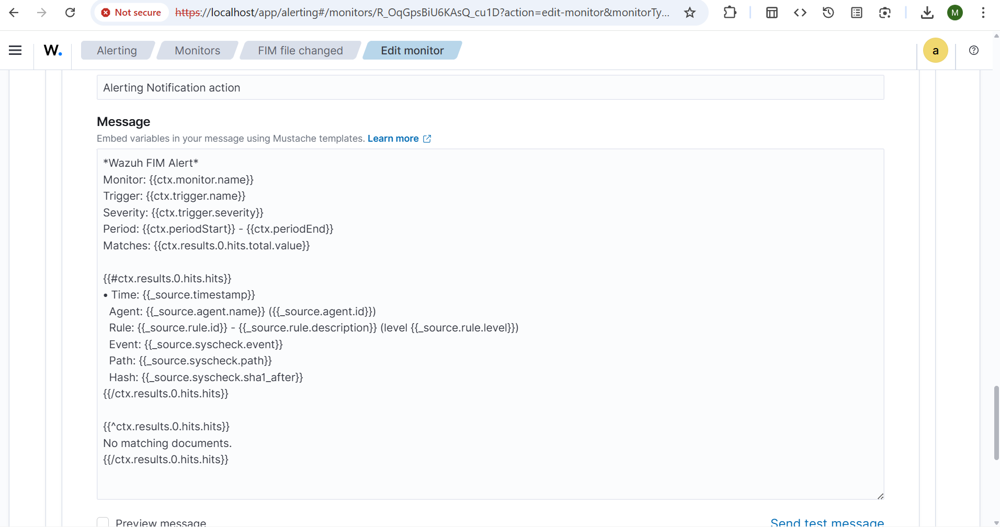 Not secure https://localhost/app/alerting#/monitors/R_OqGpsBiU6KAsQ_cu1D?action=edit-monitor&monitorTy... M
W. Alerting Monitors FIM file changed Edit monitor a
Alerting Notification action
Message
Embed variables in your message using Mustache templates. Learn more
*Wazuh FIM Alert*
Monitor: {{ctx.monitor.name}}
Trigger: {{ctx.trigger.name}}
Severity: {{ctx.trigger.severity}}
Period: {{ctx.periodStart}} - {{ctx.periodEnd}}
Matches: {{ctx.results.0.hits.total.value}}
{{#ctx.results.0.hits.hits}}
• Time: {{_source.timestamp}}
Agent: {{_source.agent.name}} ({{_source.agent.id}})
Rule: {{_source.rule.id}} - {{_source.rule.description}} (level {{_source.rule.level}})
Event: {{_source.syscheck.event}}
Path: {{_source.syscheck.path}}
Hash: {{_source.syscheck.sha1_after}}
{{/ctx.results.0.hits.hits}}
{{^ctx.results.0.hits.hits}}
No matching documents.
{{/ctx.results.0.hits.hits}}
Preview message Send test message